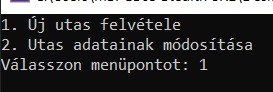 1. Új utas felvétele
2. Utas adatainak módosítása
Válasszon menüpontot: 1